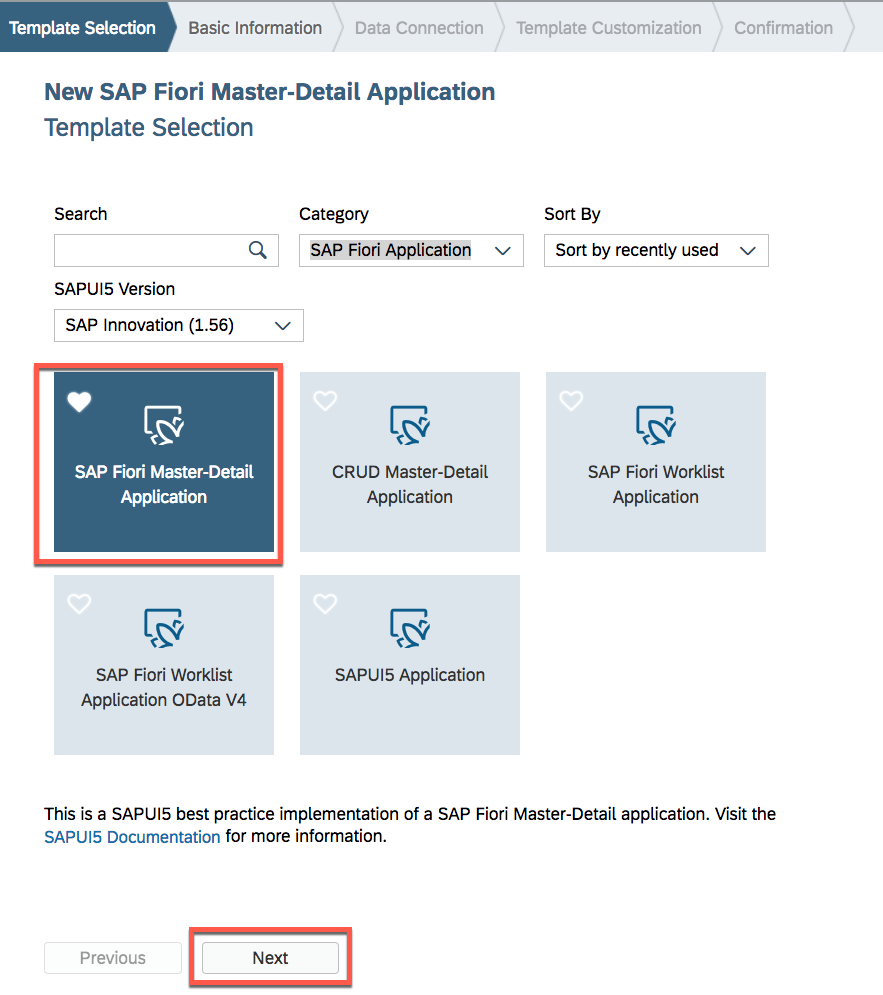 Template Selection Basic Information Data Connection Template Customization Confirmation
New SAP Fiori Master-Detail Application
Template Selection
Search Category Sort By
SAP Fiori Application Sort by recently used
SAPUI5 Version
SAP Innovation (1.56)
SAP Fiori Master-Detail
Application
CRUD Master-Detail
Application
SAP Fiori Worklist
Application
SAP Fiori Worklist
Application OData V4
SAPUI5 Application
This is a SAPUI5 best practice implementation of a SAP Fiori Master-Detail application. Visit the
SAPUI5 Documentation for more information.
Previous Next